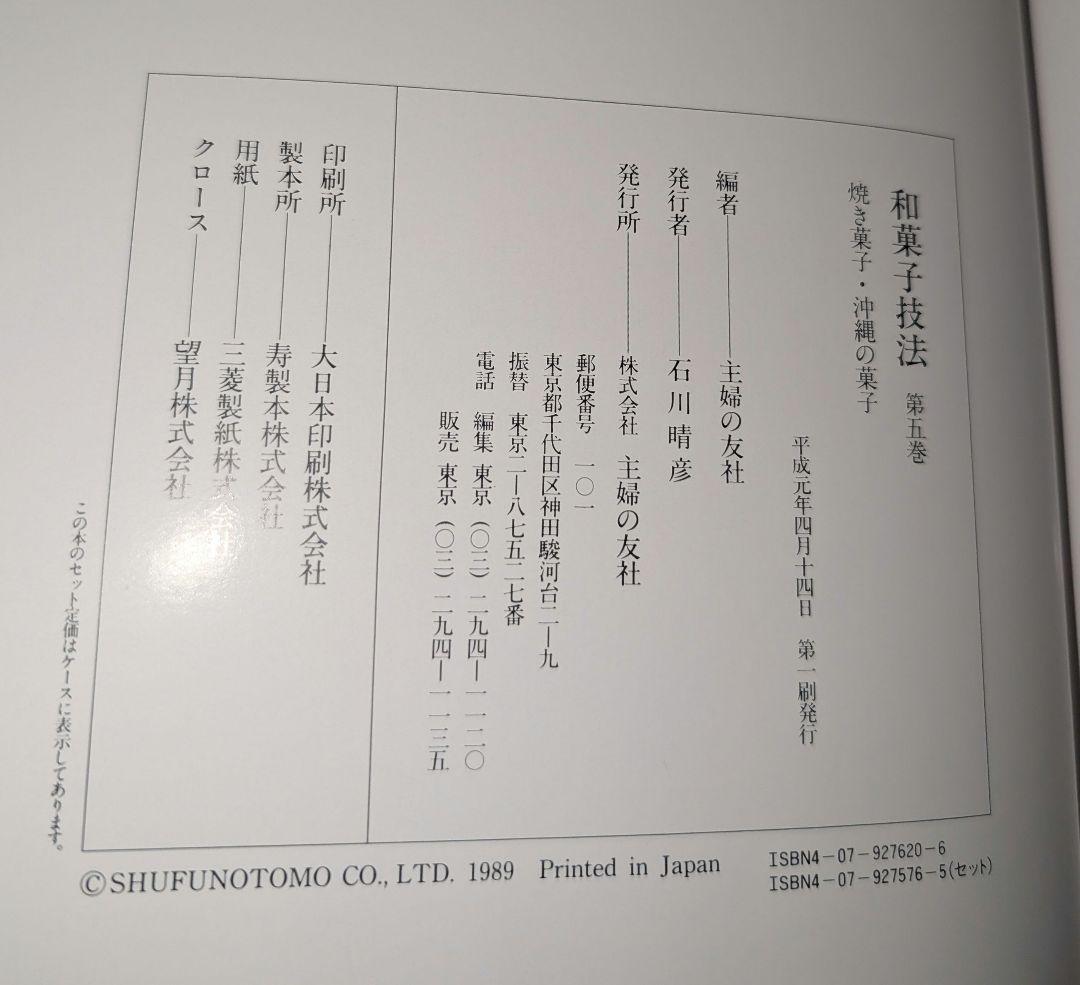 和菓子技法 第五巻
焼き菓子・沖縄の菓子
平成元年四月十四日 第一刷発行
編者――主婦の友社
発行者――石川晴彦
発行所――株式会社 主婦の友社
郵便番号 一〇一
東京都千代田区神田駿河台二―九
振替 東京二―八七五二七番
電話 編集 東京(〇三)二九四―一一二〇
販売 東京(〇三)二九四―一一三五
印刷所――大日本印刷株式会社
製本所――寿製本株式会社
用紙――三菱製紙株式会社
クロース――望月株式会社
この本のセット定価はケースに表示してあります。
©SHUFUNOTOMO CO., LTD. 1989 Printed in Japan
ISBN4-07-927620-6
ISBN4-07-927576-5(セット)